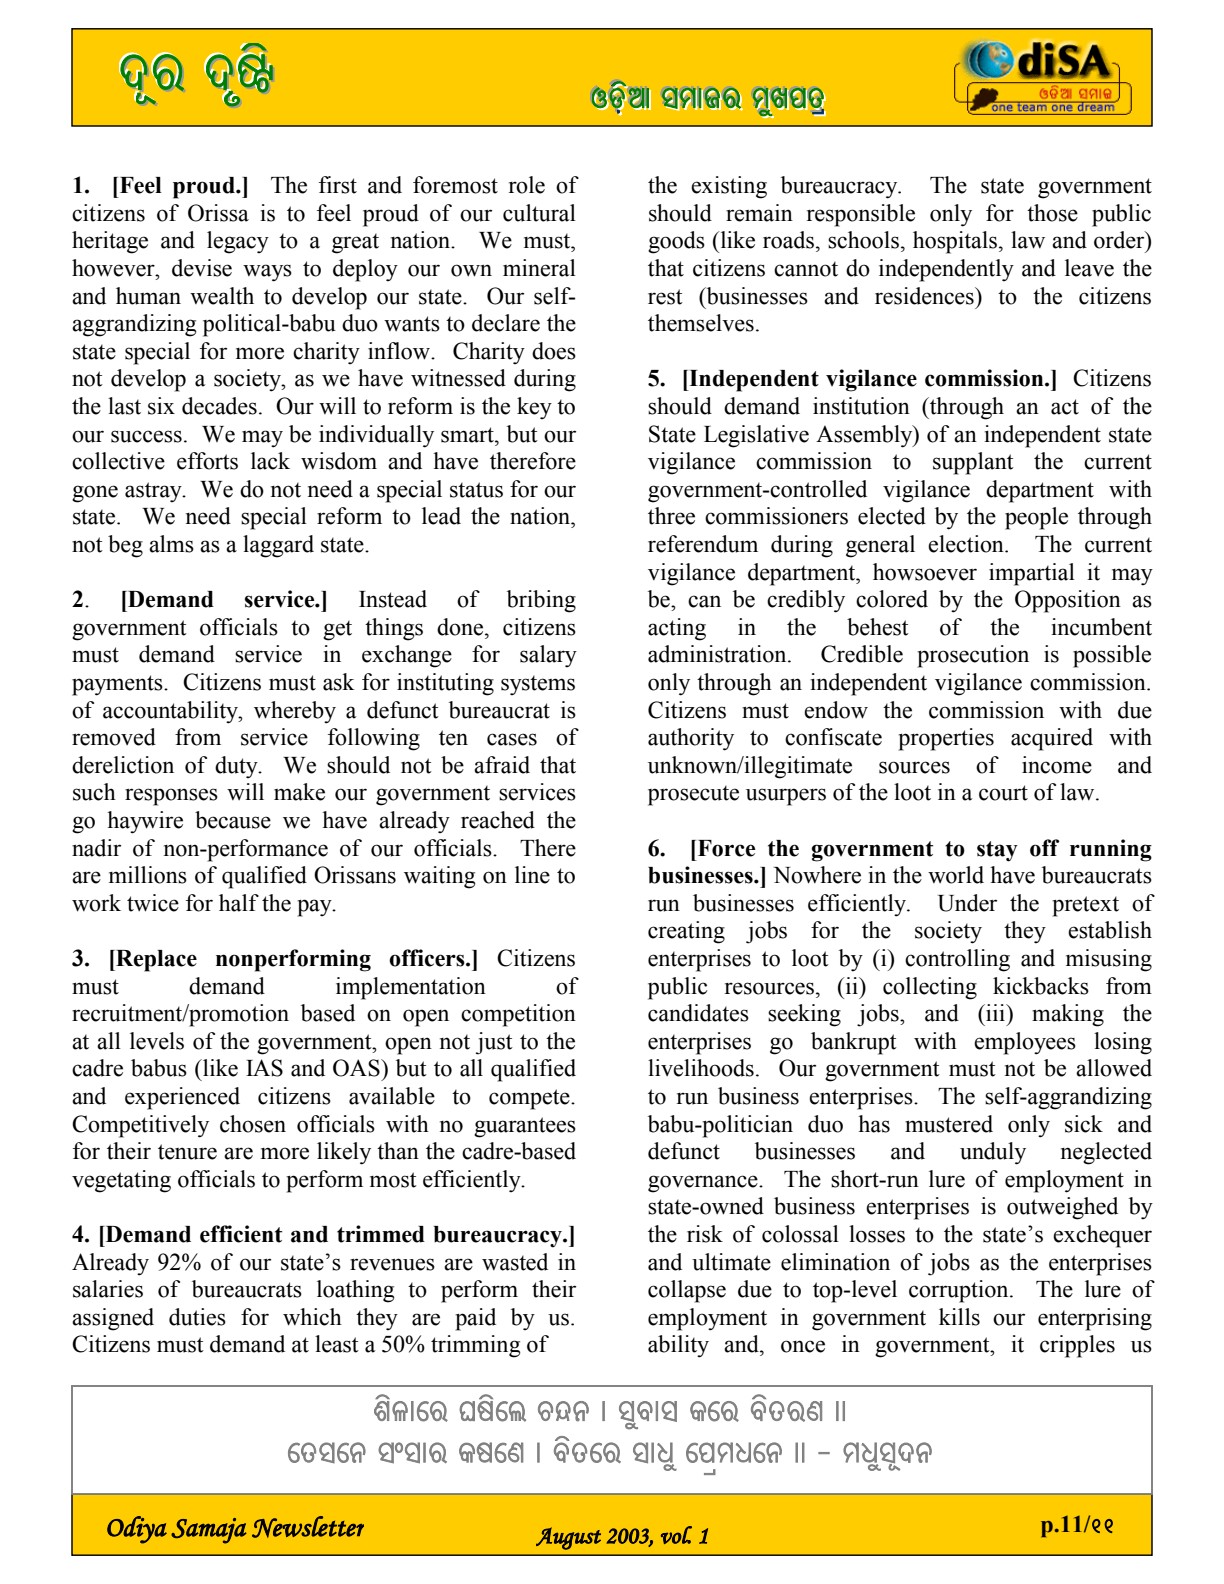 ଦୂର ଦୃଷ୍ଟି
ଓଡ଼ିଆ ସମାଜର ମୁଖପତ୍ର
OdiSA
ଓଡ଼ିଆ ସମାଜ
one team one dream
1. [Feel proud.] The first and foremost role of
citizens of Orissa is to feel proud of our cultural
heritage and legacy to a great nation. We must,
however, devise ways to deploy our own mineral
and human wealth to develop our state. Our self-
aggrandizing political-babu duo wants to declare the
state special for more charity inflow. Charity does
not develop a society, as we have witnessed during
the last six decades. Our will to reform is the key to
our success. We may be individually smart, but our
collective efforts lack wisdom and have therefore
gone astray. We do not need a special status for our
state. We need special reform to lead the nation,
not beg alms as a laggard state.
2. [Demand service.] Instead of bribing
government officials to get things done, citizens
must demand service in exchange for salary
payments. Citizens must ask for instituting systems
of accountability, whereby a defunct bureaucrat is
removed from service following ten cases of
dereliction of duty. We should not be afraid that
such responses will make our government services
go haywire because we have already reached the
nadir of non-performance of our officials. There
are millions of qualified Orissans waiting on line to
work twice for half the pay.
3. [Replace nonperforming officers.] Citizens
must demand implementation of
recruitment/promotion based on open competition
at all levels of the government, open not just to the
cadre babus (like IAS and OAS) but to all qualified
and experienced citizens available to compete.
Competitively chosen officials with no guarantees
for their tenure are more likely than the cadre-based
vegetating officials to perform most efficiently.
4. [Demand efficient and trimmed bureaucracy.]
Already 92% of our state’s revenues are wasted in
salaries of bureaucrats loathing to perform their
assigned duties for which they are paid by us.
Citizens must demand at least a 50% trimming of
the existing bureaucracy. The state government
should remain responsible only for those public
goods (like roads, schools, hospitals, law and order)
that citizens cannot do independently and leave the
rest (businesses and residences) to the citizens
themselves.
5. [Independent vigilance commission.] Citizens
should demand institution (through an act of the
State Legislative Assembly) of an independent state
vigilance commission to supplant the current
government-controlled vigilance department with
three commissioners elected by the people through
referendum during general election. The current
vigilance department, howsoever impartial it may
be, can be credibly colored by the Opposition as
acting in the behest of the incumbent
administration. Credible prosecution is possible
only through an independent vigilance commission.
Citizens must endow the commission with due
authority to confiscate properties acquired with
unknown/illegitimate sources of income and
prosecute usurpers of the loot in a court of law.
6. [Force the government to stay off running
businesses.] Nowhere in the world have bureaucrats
run businesses efficiently. Under the pretext of
creating jobs for the society they establish
enterprises to loot by (i) controlling and misusing
public resources, (ii) collecting kickbacks from
candidates seeking jobs, and (iii) making the
enterprises go bankrupt with employees losing
livelihoods. Our government must not be allowed
to run business enterprises. The self-aggrandizing
babu-politician duo has mustered only sick and
defunct businesses and unduly neglected
governance. The short-run lure of employment in
state-owned business enterprises is outweighed by
the risk of colossal losses to the state’s exchequer
and ultimate elimination of jobs as the enterprises
collapse due to top-level corruption. The lure of
employment in government kills our enterprising
ability and, once in government, it cripples us
ଶିଳାରେ ଘଷିଲେ ଚନ୍ଦନ । ସୁବାସ କରେ ବିତରଣ ॥
ତେସନେ ସଂସାର କଷଣେ । ବିତରେ ସାଧୁ ପ୍ରେମଧନେ ॥ – ମଧୁସୂଦନ
Odiya Samaja Newsletter
August 2003, vol. 1
p.11/୧୧